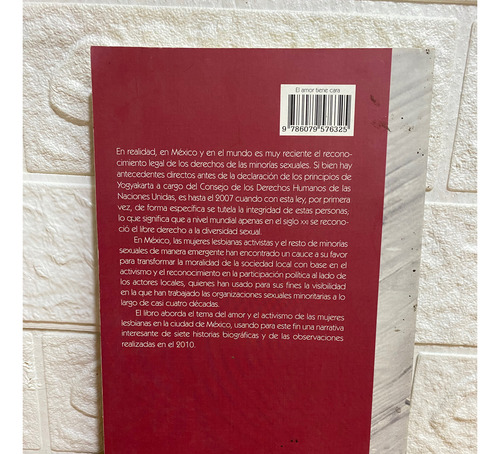 El amor tiene cara
9 786079 576325
En realidad, en México y en el mundo es muy reciente el recono-
cimiento legal de los derechos de las minorías sexuales. Si bien hay
antecedentes directos antes de la declaración de los principios de
Yogyakarta a cargo del Consejo de los Derechos Humanos de las
Naciones Unidas, es hasta el 2007 cuando con esta ley, por primera
vez, de forma específica se tutela la integridad de estas personas,
lo que significa que a nivel mundial apenas en el siglo XXI se recono-
ció el libre derecho a la diversidad sexual.
En México, las mujeres lesbianas activistas y el resto de minorías
sexuales de manera emergente han encontrado un cauce a su favor
para transformar la moralidad de la sociedad local con base en el
activismo y el reconocimiento en la participación política al lado de
los actores locales, quienes han usado para sus fines la visibilidad
en la que han trabajado las organizaciones sexuales minoritarias a lo
largo de casi cuatro décadas.
El libro aborda el tema del amor y el activismo de las mujeres
lesbianas en la ciudad de México, usando para este fin una narrativa
interesante de siete historias biográficas y de las observaciones
realizadas en el 2010.